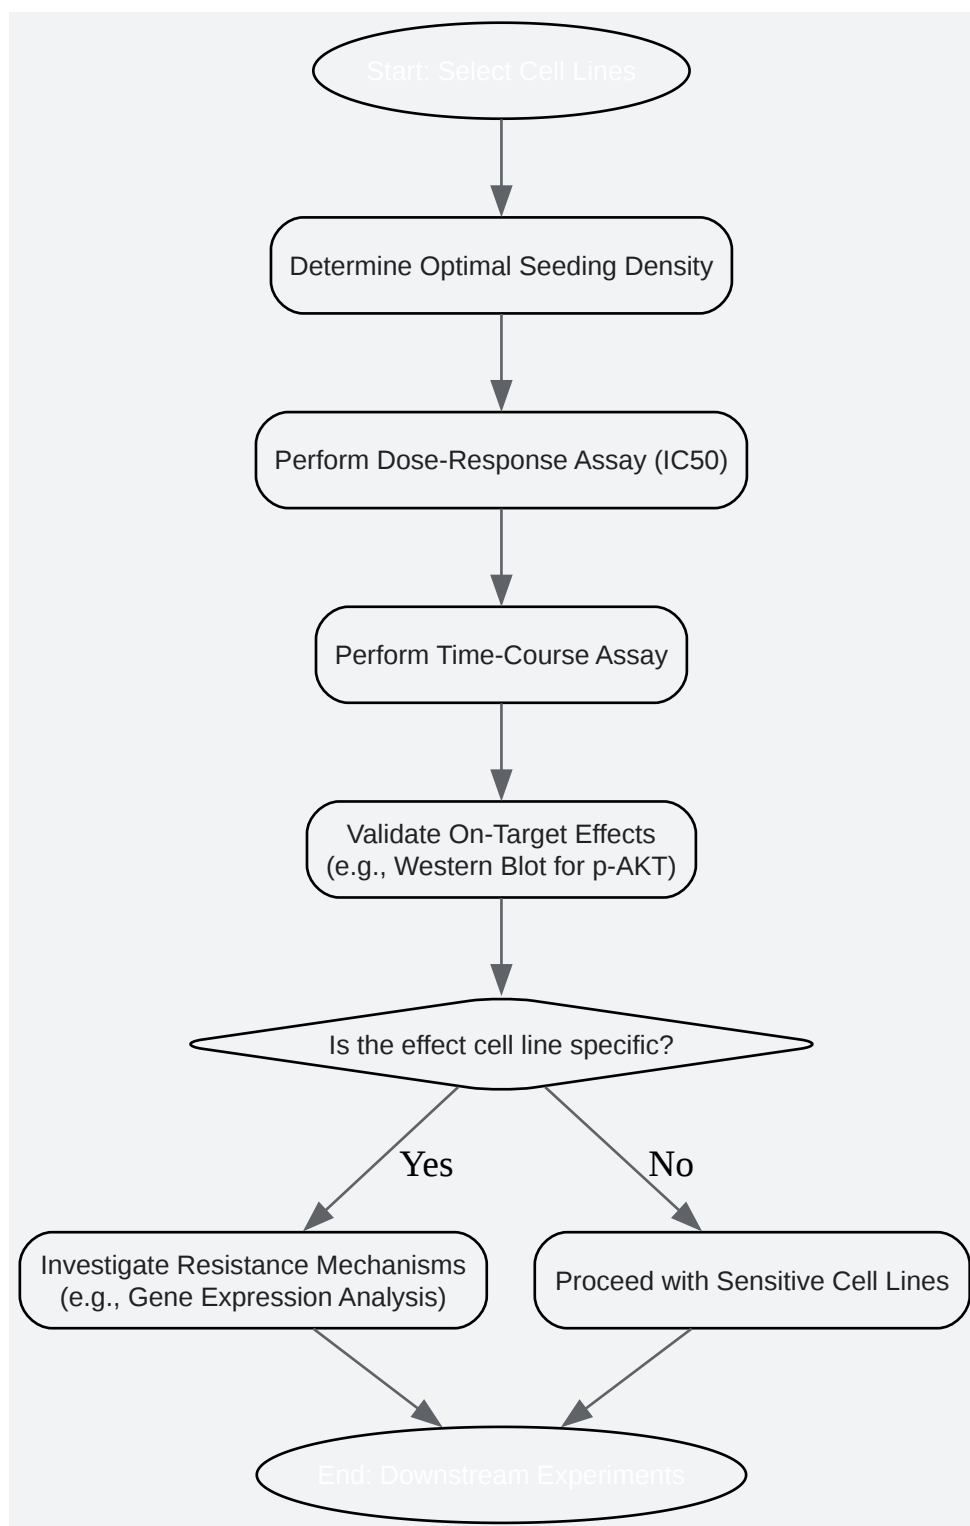 Start: Select Cell Lines
Determine Optimal Seeding Density
Perform Dose-Response Assay (IC50)
Perform Time-Course Assay
Validate On-Target Effects
(e.g., Western Blot for p-AKT)
Is the effect cell line specific?
Yes
No
Investigate Resistance Mechanisms
(e.g., Gene Expression Analysis)
Proceed with Sensitive Cell Lines
End: Downstream Experiments